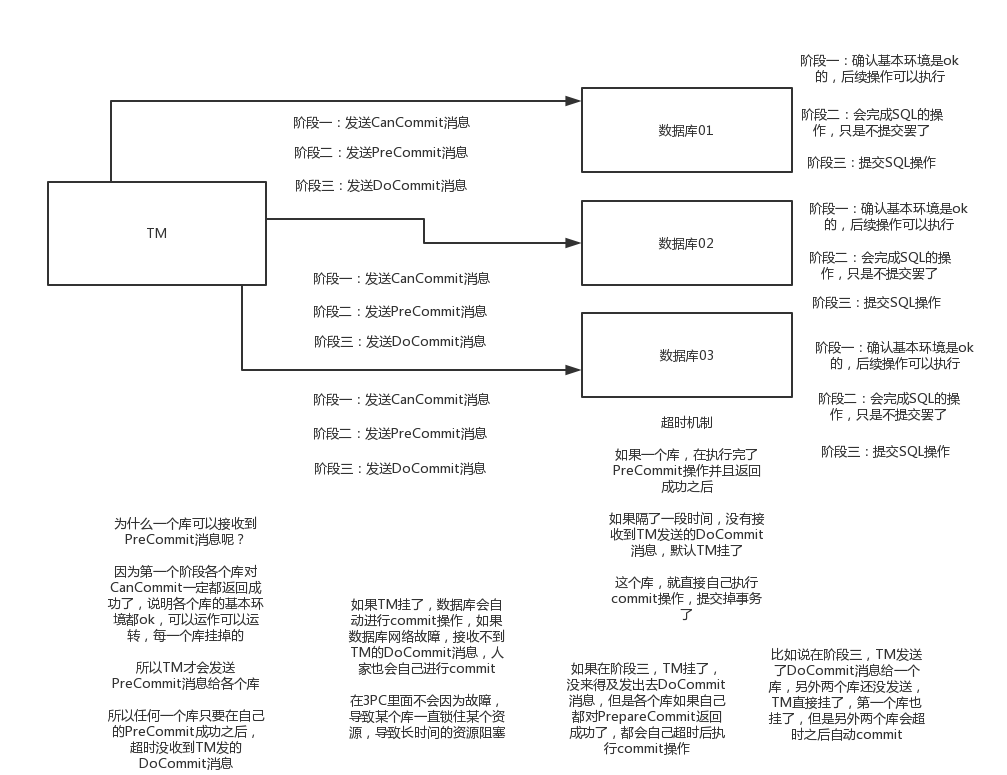 阶段一：确认基本环境是ok
的，后续操作可以执行
阶段一：发送CanCommit消息
阶段二：会完成SQL的操
作，只是不提交罢了
数据库01
阶段二：发送PreCommit消息
阶段三：提交SQL操作
阶段三：发送DoCommit消息
TM
阶段一：确认基本环境是ok
的，后续操作可以执行
数据库02
阶段二：会完成SQL的操
作，只是不提交罢了
阶段一：发送CanCommit消息
阶段三：提交SQL操作
阶段二：发送PreCommit消息
阶段三：发送DoCommit消息
数据库03
阶段一：确认基本环境是ok
的，后续操作可以执行
阶段一：发送CanCommit消息
阶段二：会完成SQL的操
作，只是不提交罢了
阶段二：发送PreCommit消息
阶段三：提交SQL操作
阶段三：发送DoCommit消息
超时机制
如果一个库，在执行完了
PreCommit操作并且返回
成功之后
如果隔了一段时间，没有接
收到TM发送的DoCommit
消息，默认TM挂了
这个库，就直接自己执行
commit操作，提交掉事务
了
为什么一个库可以接收到
PreCommit消息呢？
因为第一个阶段各个库对
CanCommit一定都返回成
功了，说明各个库的基本环
境都ok，可以运作可以运
转，每一个库挂掉的
所以TM才会发送
PreCommit消息给各个库
所以任何一个库只要在自己
的PreCommit成功之后，
超时没收到TM发的
DoCommit消息
如果TM挂了，数据库会自
动进行commit操作，如果
数据库网络故障，接收不到
TM的DoCommit消息，人
家也会自己进行commit
在3PC里面不会因为故障，
导致某个库一直锁住某个资
源，导致长时间的资源阻塞
如果在阶段三，TM挂了，
没来得及发出去DoCommit
消息，但是各个库如果自己
都对PrepareCommit返回
成功了，都会自己超时后执
行commit操作
比如说在阶段三，TM发送
了DoCommit消息给一个
库，另外两个库还没发送，
TM直接挂了，第一个库也
挂了，但是另外两个库会超
时之后自动commit